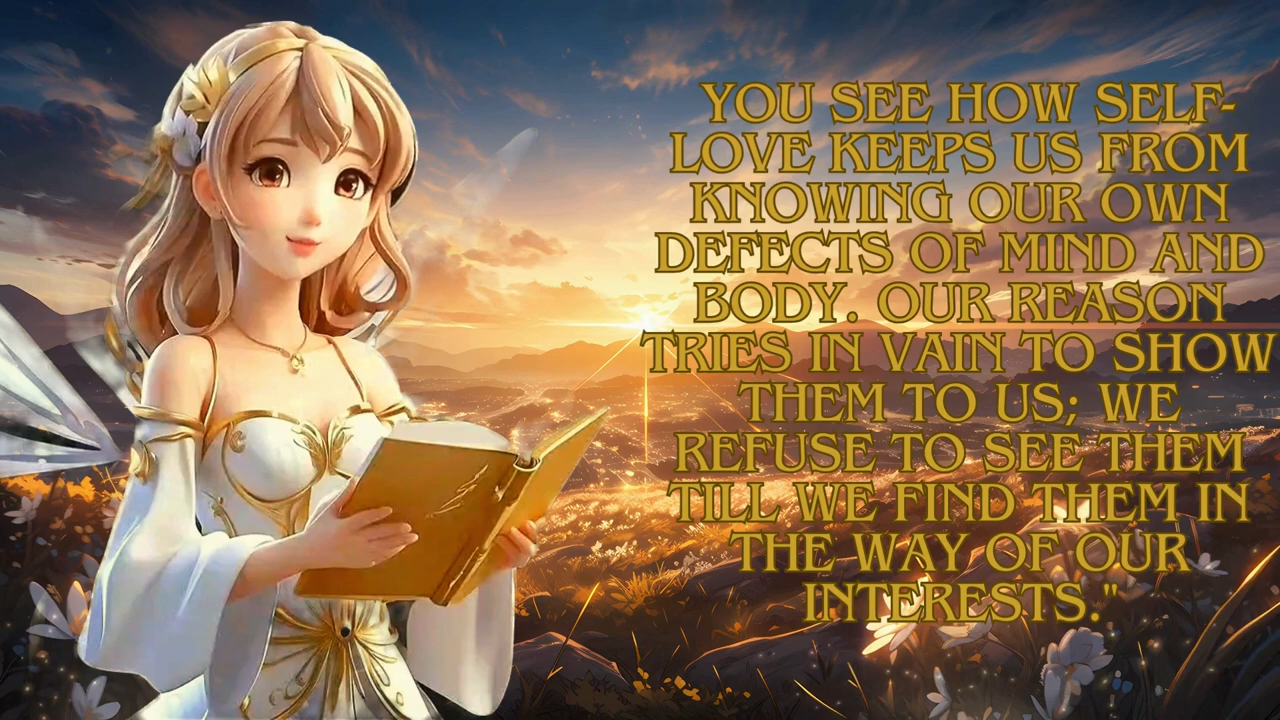 YOU SEE HOW SELF-
LOVE KEEPS US FROM
KNOWING OUR OWN
DEFECTS OF MIND AND
BODY. OUR REASON
TRIES IN VAIN TO SHOW
THEM TO US; WE
REFUSE TO SEE THEM
TILL WE FIND THEM IN
THE WAY OF OUR
INTERESTS."